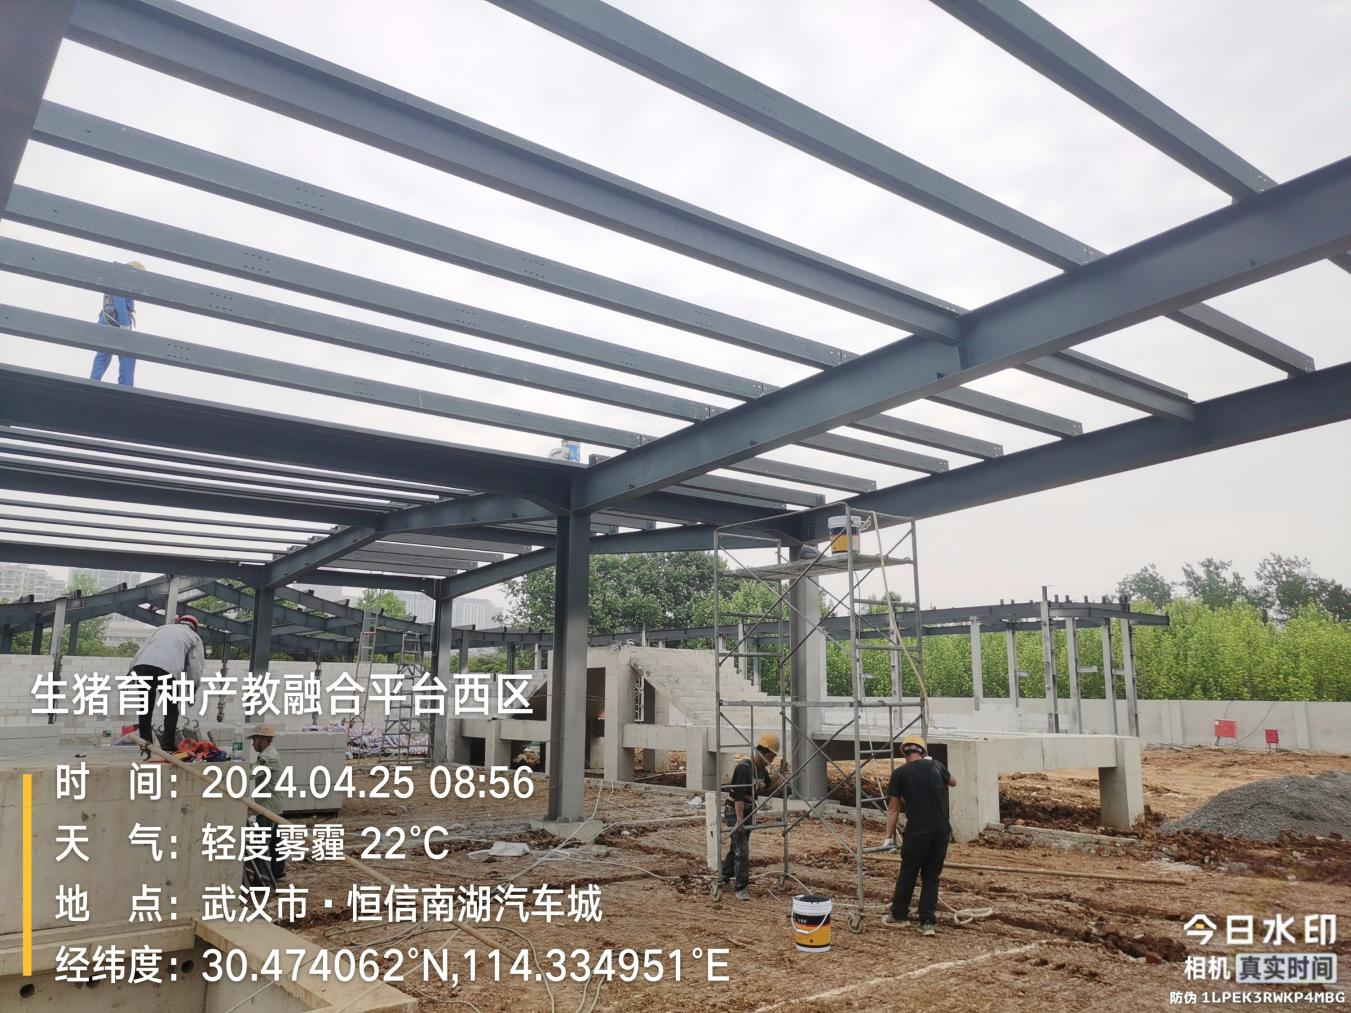 生猪育种产教融合平台西区
时 间：2024.04.25 08:56
天 气：轻度雾霾 22℃
地 点：武汉市·恒信南湖汽车城
经纬度：30.474062°N,114.334951°E
今日水印
相机 真实时间
防伪 1LPEK3RWKP4MBG